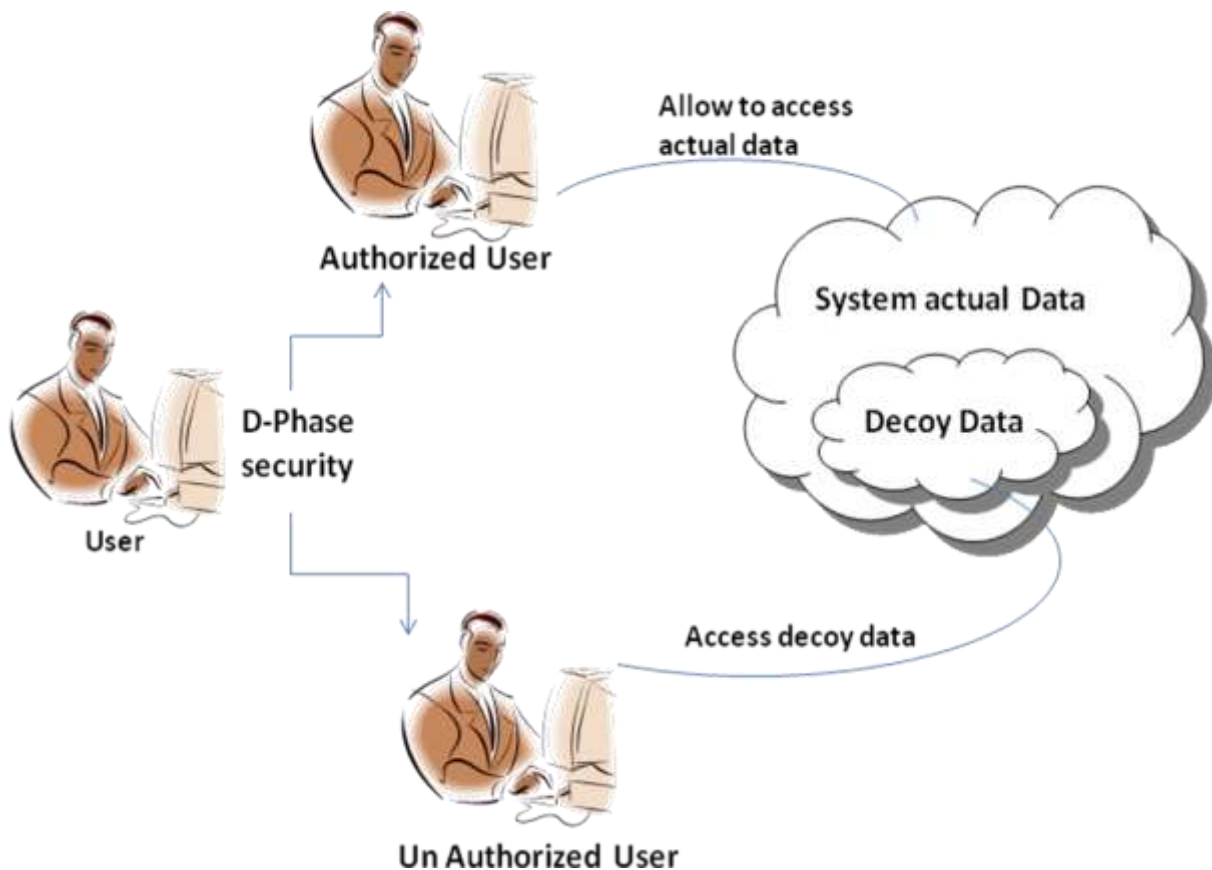 Allow to access
actual data
Authorized User
System actual Data
D-Phase
security
Decoy Data
User
Access decoy data
Un Authorized User